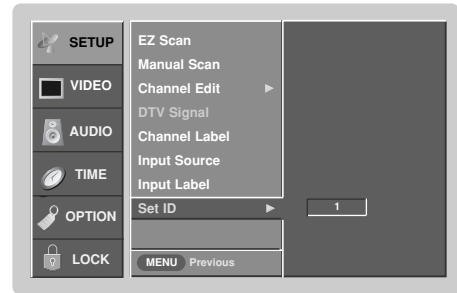 SETUP
VIDEO
AUDIO
TIME
OPTION
LOCK
EZ Scan
Manual Scan
Channel Edit ►
DTV Signal
Channel Label
Input Source
Input Label
Set ID ► 1
MENU Previous